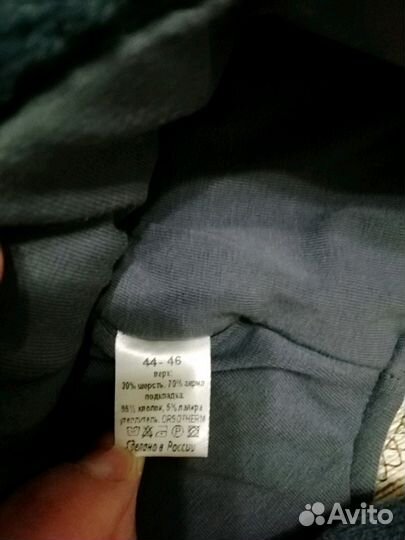 44-46
верх:
30% шерсть, 70% акрил
подкладка:
95% хлопок, 5% лайкра
утеплитель: ORSOTHERM
Сделано в России
Avito